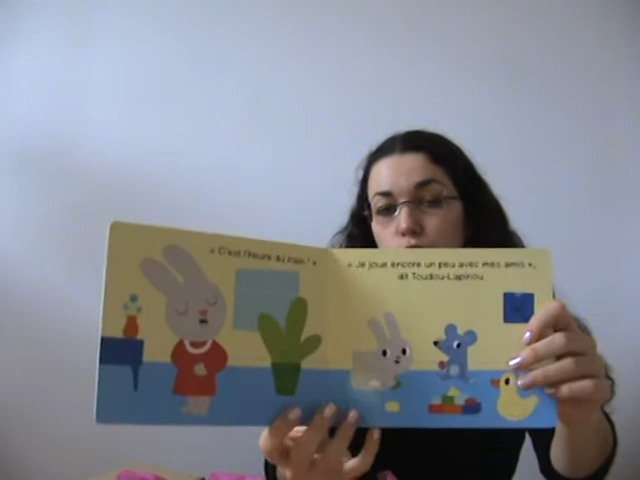 « C'est l'heure du bain ! »
« Je joue encore un peu avec mes amis »,
dit Toudou-Lapinou.